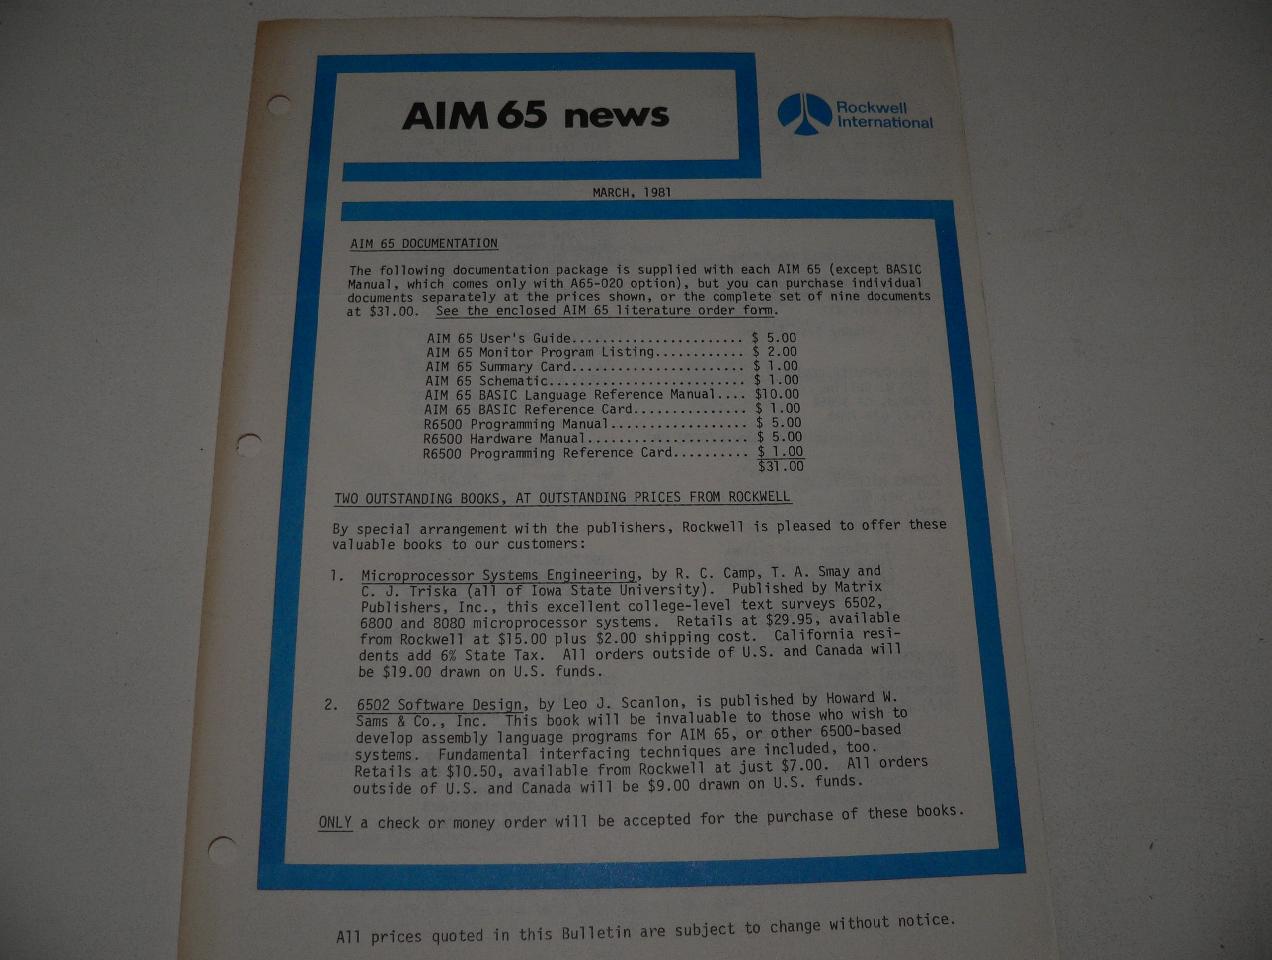 AIM 65 news
Rockwell
International
MARCH, 1981
AIM 65 DOCUMENTATION
The following documentation package is supplied with each AIM 65 (except BASIC
Manual, which comes only with A65-020 option), but you can purchase individual
documents separately at the prices shown, or the complete set of nine documents
at $31.00. See the enclosed AIM 65 literature order form.
AIM 65 User's Guide....................... $ 5.00
AIM 65 Monitor Program Listing............ $ 2.00
AIM 65 Summary Card....................... $ 1.00
AIM 65 Schematic.......................... $ 1.00
AIM 65 BASIC Language Reference Manual.... $10.00
AIM 65 BASIC Reference Card............... $ 1.00
R6500 Programming Manual.................. $ 5.00
R6500 Hardware Manual..................... $ 5.00
R6500 Programming Reference Card.......... $ 1.00
$31.00
TWO OUTSTANDING BOOKS, AT OUTSTANDING PRICES FROM ROCKWELL
By special arrangement with the publishers, Rockwell is pleased to offer these
valuable books to our customers:
1. Microprocessor Systems Engineering, by R. C. Camp, T. A. Smay and
C. J. Triska (all of Iowa State University). Published by Matrix
Publishers, Inc., this excellent college-level text surveys 6502,
6800 and 8080 microprocessor systems. Retails at $29.95, available
from Rockwell at $15.00 plus $2.00 shipping cost. California resi-
dents add 6% State Tax. All orders outside of U.S. and Canada will
be $19.00 drawn on U.S. funds.
2. 6502 Software Design, by Leo J. Scanlon, is published by Howard W.
Sams & Co., Inc. This book will be invaluable to those who wish to
develop assembly language programs for AIM 65, or other 6500-based
systems. Fundamental interfacing techniques are included, too.
Retails at $10.50, available from Rockwell at just $7.00. All orders
outside of U.S. and Canada will be $9.00 drawn on U.S. funds.
ONLY a check or money order will be accepted for the purchase of these books.
All prices quoted in this Bulletin are subject to change without notice.